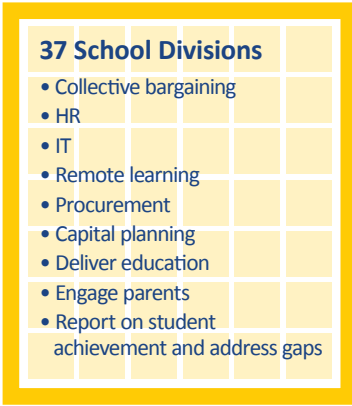 37 School Divisions
• Collective bargaining
• HR
• IT
• Remote learning
• Procurement
• Capital planning
• Deliver education
• Engage parents
• Report on student
achievement and address gaps